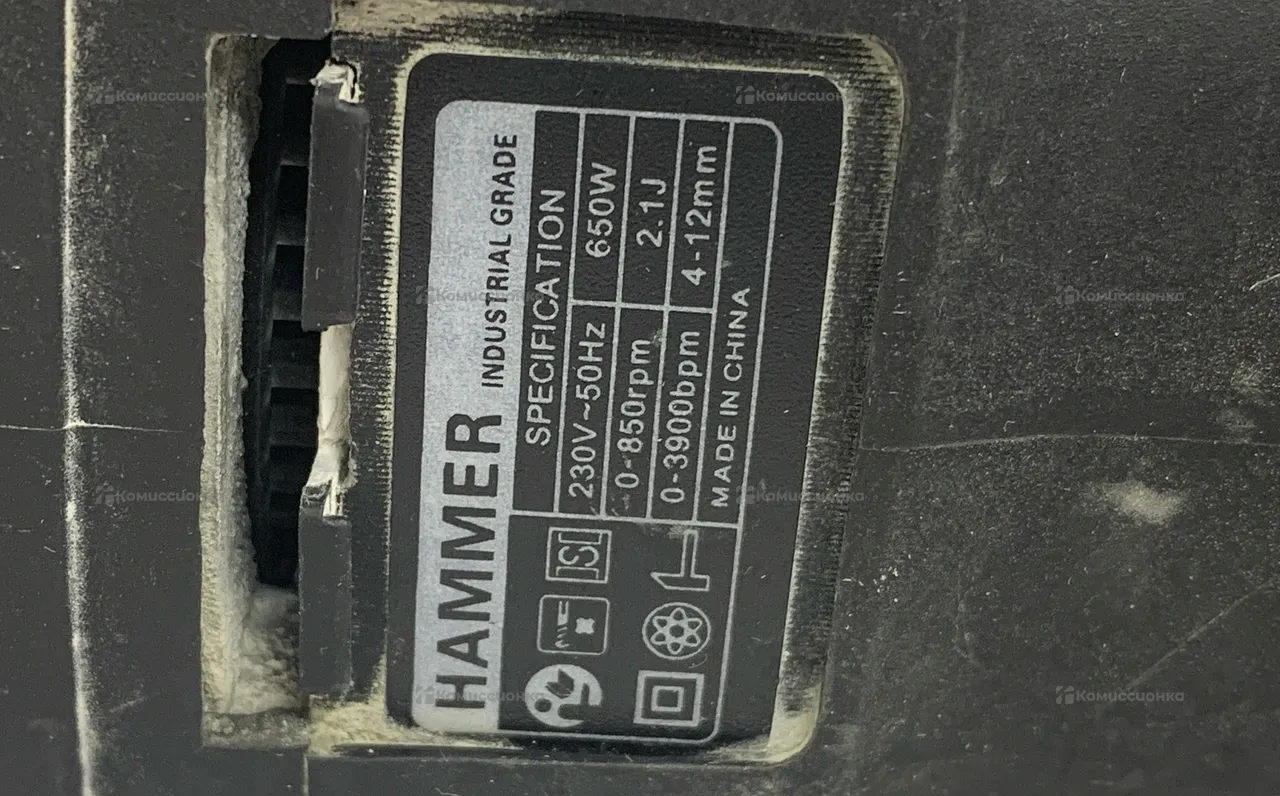 HAMMER INDUSTRIAL GRADE
SPECIFICATION
230V~50Hz 650W
0-850rpm 2.1J
0-3900bpm 4-12mm
MADE IN CHINA
Комиссионка
Комиссионка
Комиссионка
Комиссионка
Комиссионка
Комиссионка
Комиссионка
Комиссионка